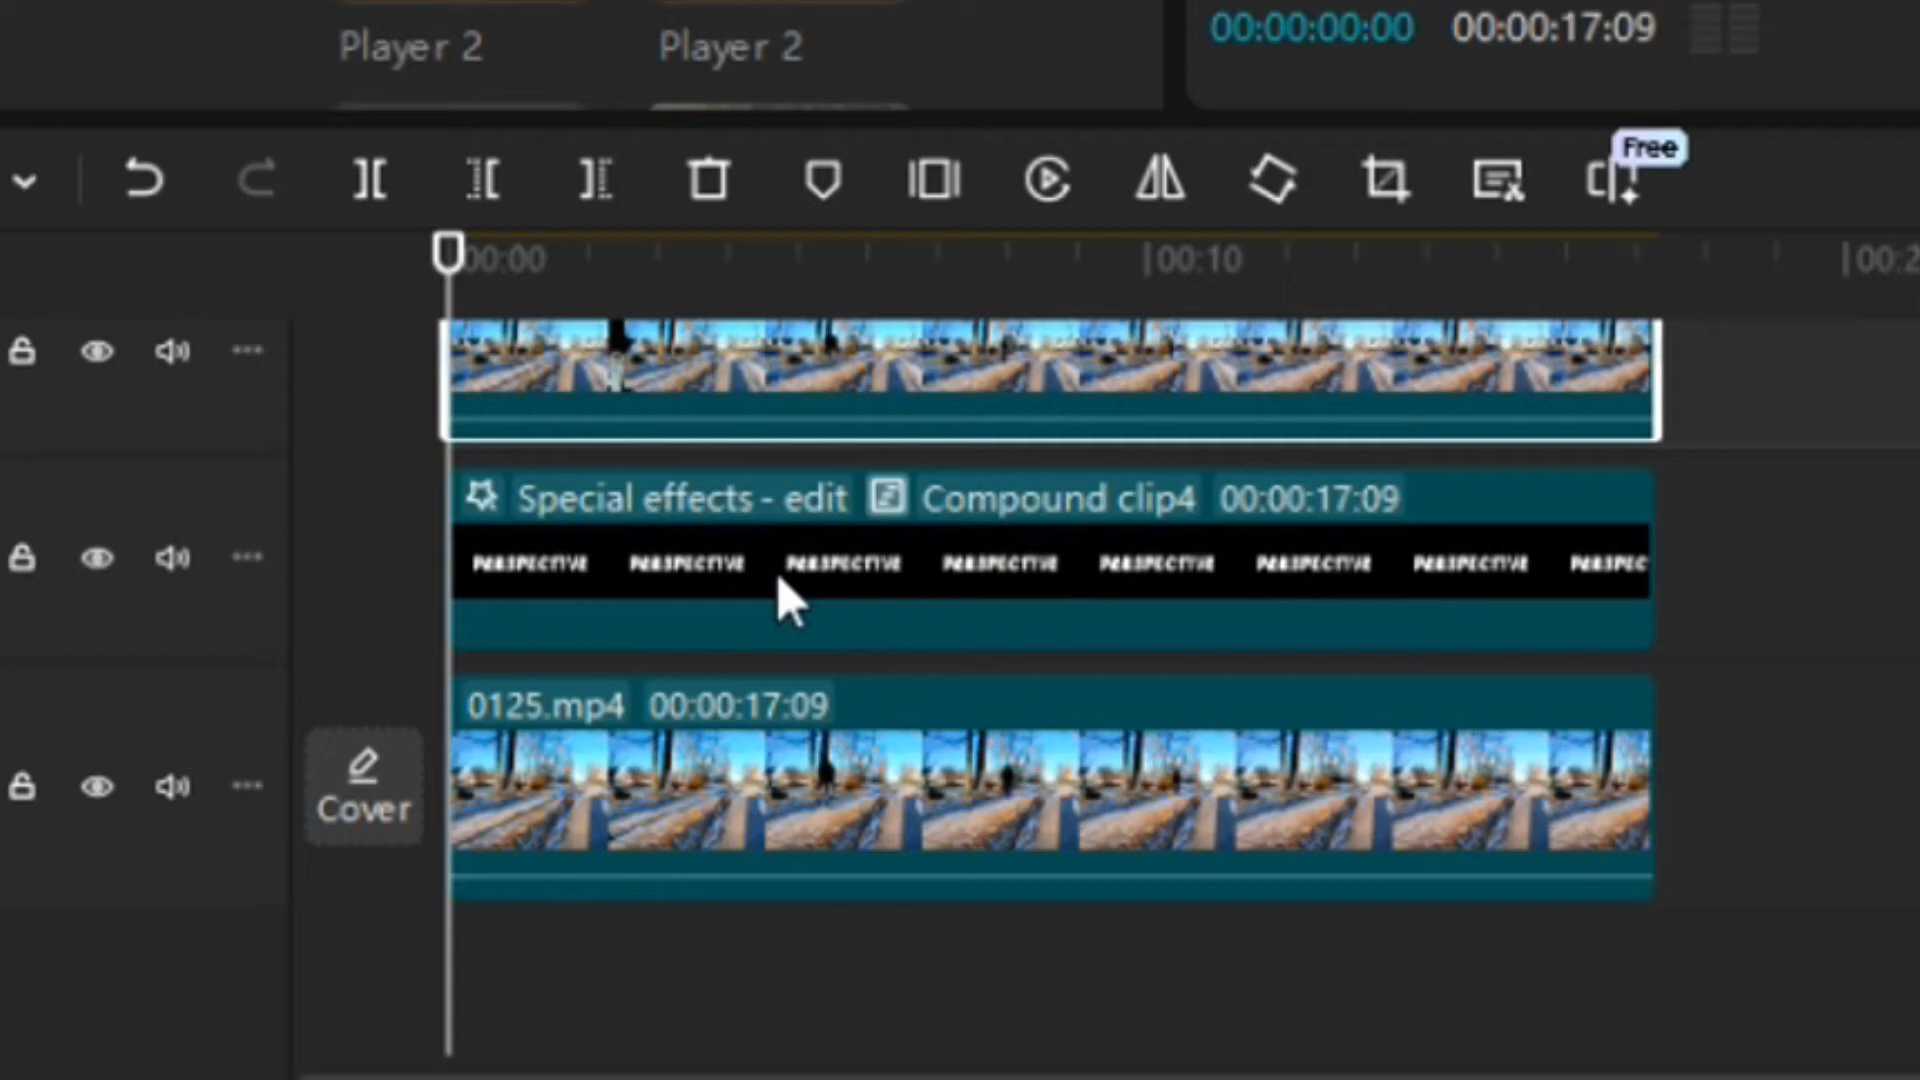 Player 2 Player 2
00:00:00:00 00:00:17:09
Free
00:00 00:10 00:2
Special effects - edit Compound clip4 00:00:17:09
PERSPECTIVE PERSPECTIVE PERSPECTIVE PERSPECTIVE PERSPECTIVE PERSPECTIVE PERSPECTIVE PERSPEC
0125.mp4 00:00:17:09
Cover